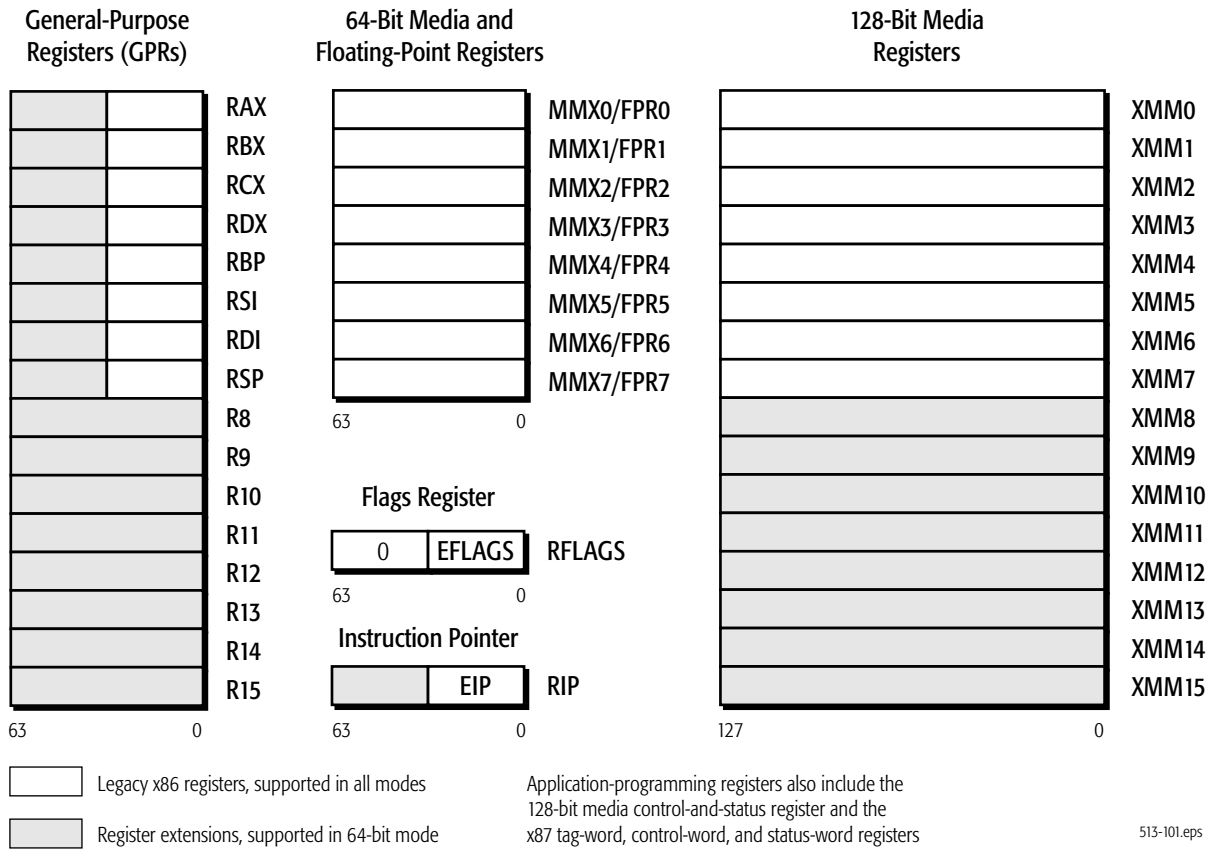 General-Purpose
Registers (GPRs)
64-Bit Media and
Floating-Point Registers
128-Bit Media
Registers
RAX
RBX
RCX
RDX
RBP
RSI
RDI
RSP
R8
R9
R10
R11
R12
R13
R14
R15
63 0
MMX0/FPR0
MMX1/FPR1
MMX2/FPR2
MMX3/FPR3
MMX4/FPR4
MMX5/FPR5
MMX6/FPR6
MMX7/FPR7
63 0
Flags Register
0 EFLAGS RFLAGS
63 0
Instruction Pointer
EIP RIP
63 0
XMM0
XMM1
XMM2
XMM3
XMM4
XMM5
XMM6
XMM7
XMM8
XMM9
XMM10
XMM11
XMM12
XMM13
XMM14
XMM15
127 0
Legacy x86 registers, supported in all modes
Register extensions, supported in 64-bit mode
Application-programming registers also include the
128-bit media control-and-status register and the
x87 tag-word, control-word, and status-word registers
513-101.eps